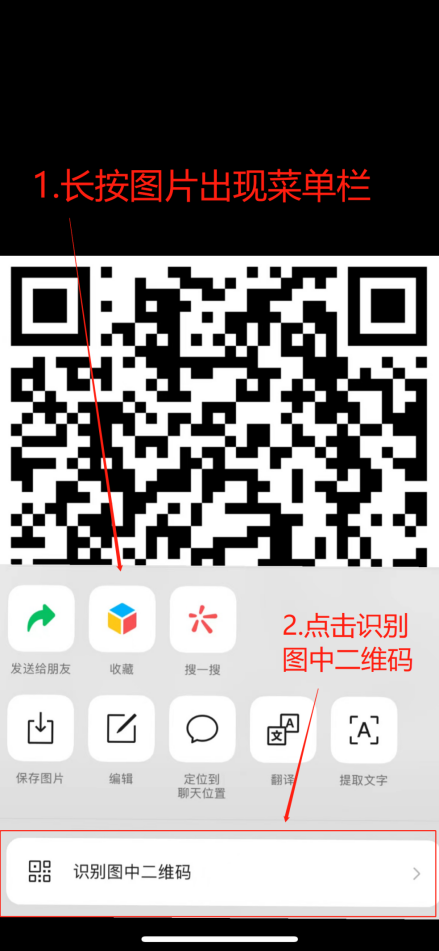 1.长按图片出现菜单栏
2.点击识别
图中二维码
发送给朋友
收藏
搜一搜
保存图片
编辑
定位到
聊天位置
翻译
提取文字
识别图中二维码